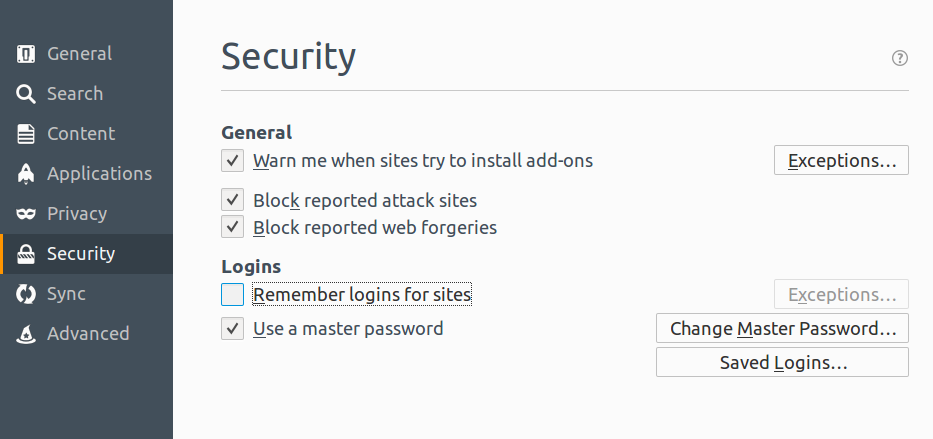 General
Search
Content
Applications
Privacy
Security
Sync
Advanced
Security
?
General
Warn me when sites try to install add-ons
Exceptions...
Block reported attack sites
Block reported web forgeries
Logins
Remember logins for sites
Exceptions...
Use a master password
Change Master Password...
Saved Logins...